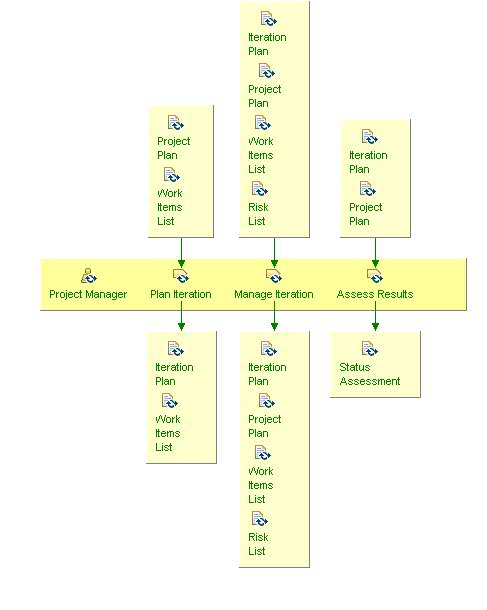 Iteration
Plan
Project
Plan
Work
Items
List
Risk
List
Project
Plan
Work
Items
List
Iteration
Plan
Project
Plan
Project Manager
Plan Iteration
Manage Iteration
Assess Results
Iteration
Plan
Work
Items
List
Iteration
Plan
Project
Plan
Work
Items
List
Risk
List
Status
Assessment